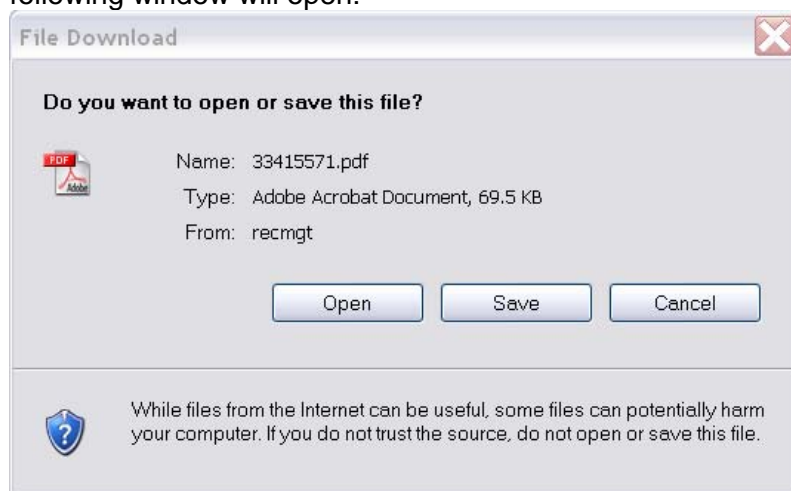 following window will open:
File Download
Do you want to open or save this file?
PDF
Adobe
Name: 33415571.pdf
Type: Adobe Acrobat Document, 69.5 KB
From: recmgt
Open Save Cancel
?
While files from the Internet can be useful, some files can potentially harm
your computer. If you do not trust the source, do not open or save this file.